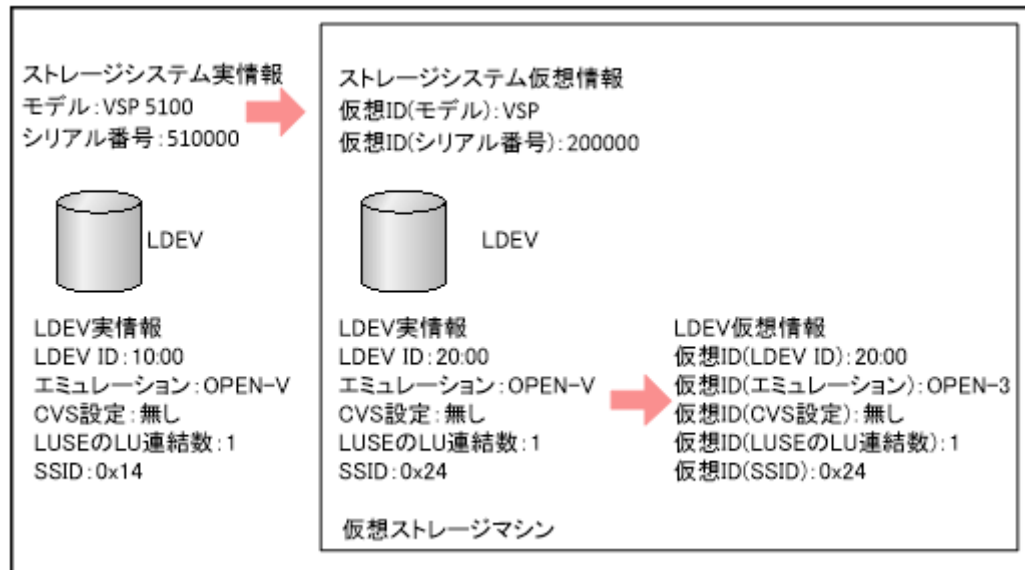 ストレージシステム実情報
モデル:VSP 5100
シリアル番号:510000
LDEV
LDEV実情報
LDEV ID:10:00
エミュレーション:OPEN-V
CVS設定:無し
LUSEのLU連結数:1
SSID:0x14
ストレージシステム仮想情報
仮想ID(モデル):VSP
仮想ID(シリアル番号):200000
LDEV
LDEV実情報
LDEV ID:20:00
エミュレーション:OPEN-V
CVS設定:無し
LUSEのLU連結数:1
SSID:0x24
LDEV仮想情報
仮想ID(LDEV ID):20:00
仮想ID(エミュレーション):OPEN-3
仮想ID(CVS設定):無し
仮想ID(LUSEのLU連結数):1
仮想ID(SSID):0x24
仮想ストレージマシン